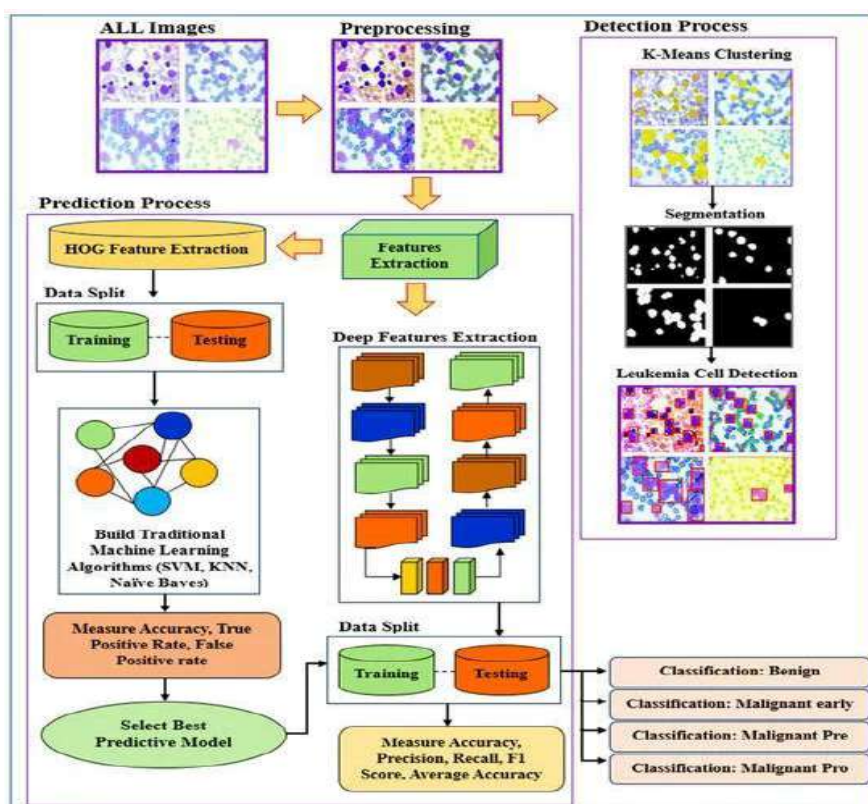 ALL Images
Preprocessing
Detection Process
K-Means Clustering
Segmentation
Leukemia Cell Detection
Prediction Process
HOG Feature Extraction
Features
Extraction
Data Split
Training
Testing
Deep Features Extraction
Build Traditional
Machine Learning
Algorithms (SVM, KNN,
Naïve Bayes)
Measure Accuracy, True
Positive Rate, False
Positive rate
Select Best
Predictive Model
Data Split
Training
Testing
Measure Accuracy,
Precision, Recall, F1
Score, Average Accuracy
Classification: Benign
Classification: Malignant early
Classification: Malignant Pre
Classification: Malignant Pro